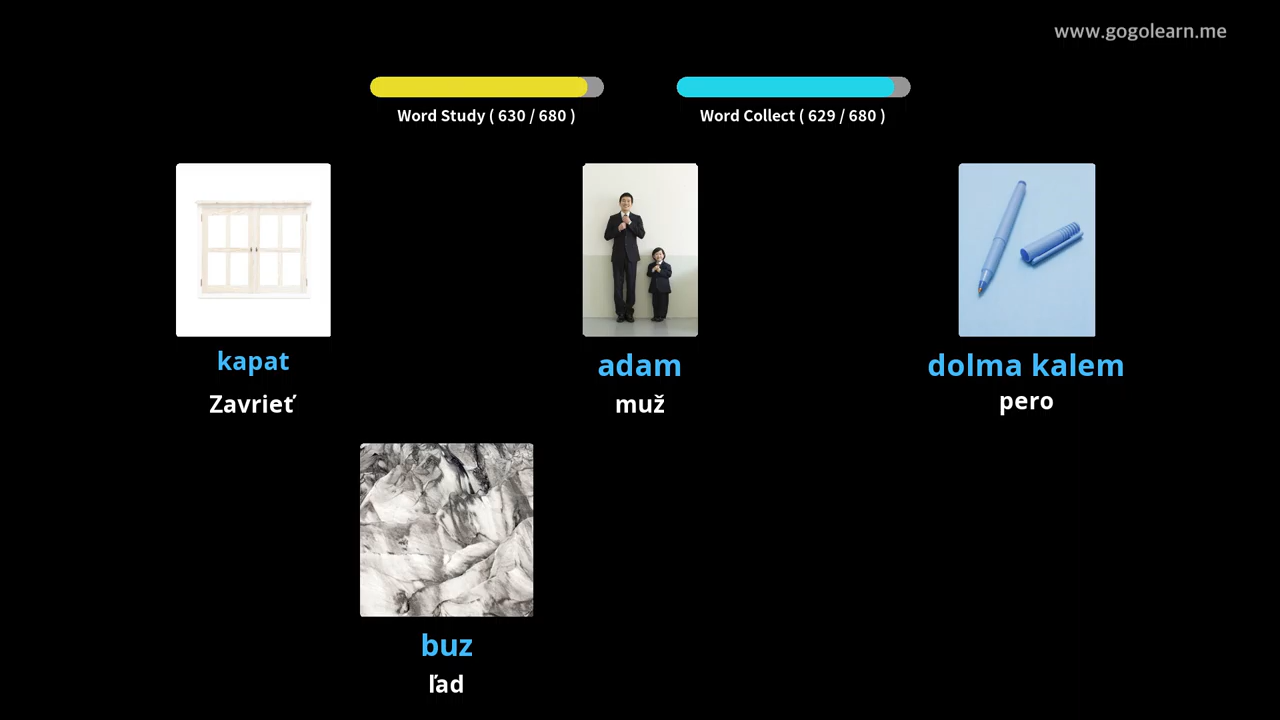 www.gogolearn.me
Word Study ( 630 / 680 )
Word Collect ( 629 / 680 )
kapat
Zavrieť
adam
muž
dolma kalem
pero
buz
ľad